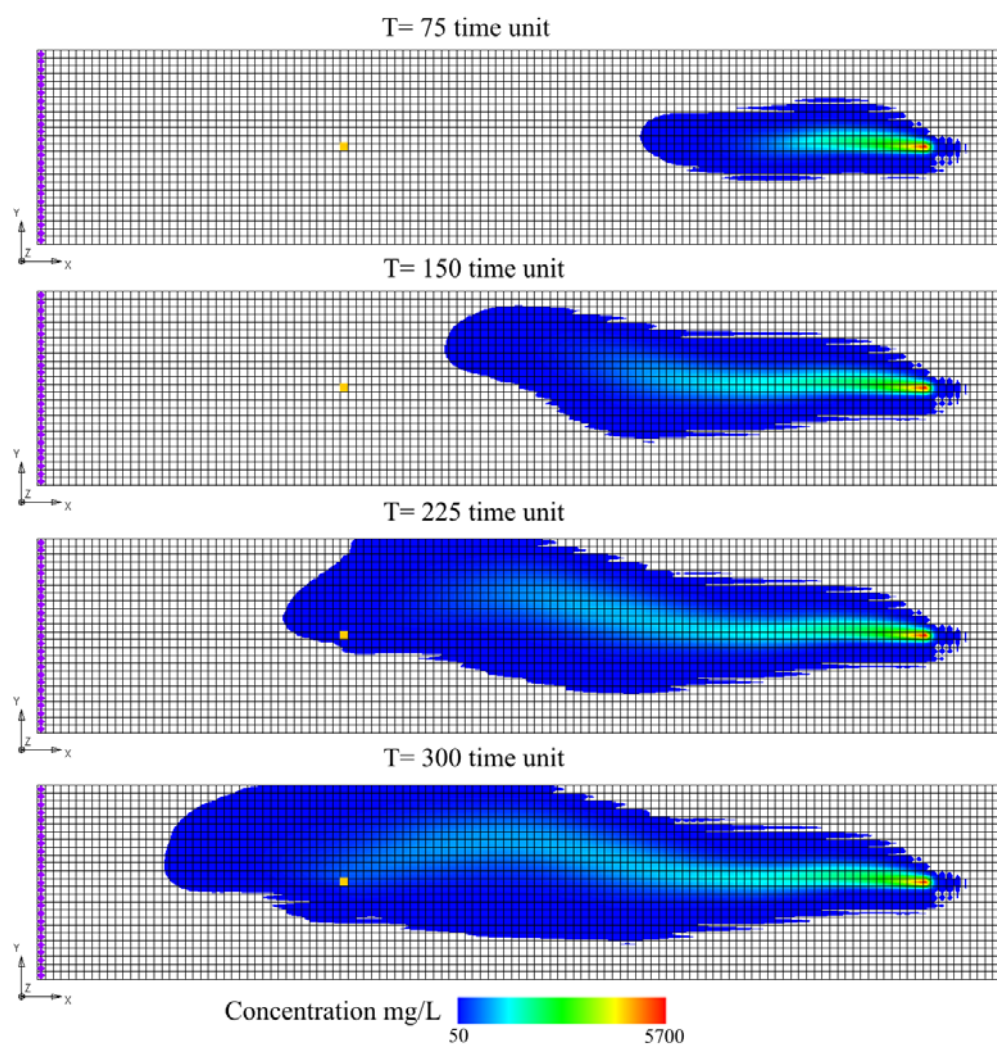 T= 75 time unit
Y
Z
X
T= 150 time unit
Y
Z
X
T= 225 time unit
Y
Z
X
T= 300 time unit
Y
Z
X
Concentration mg/L
50 5700